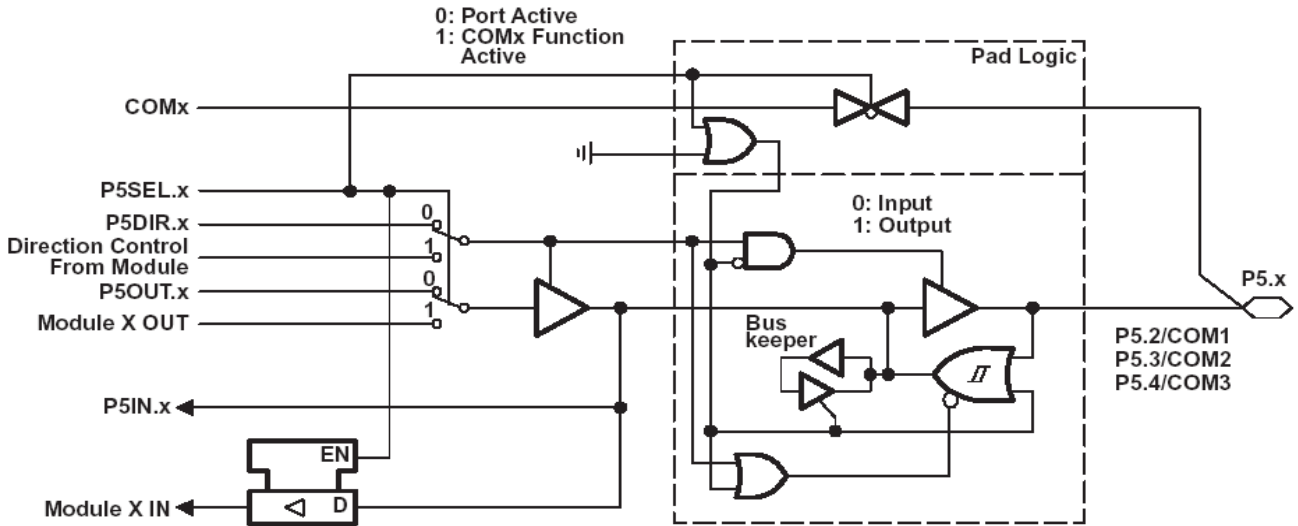 0: Port Active
1: COMx Function
Active
Pad Logic
COMx
P5SEL.x
P5DIR.x
0
Direction Control
From Module
1
P5OUT.x
0
Module X OUT
1
0: Input
1: Output
P5.x
Bus
keeper
P5.2/COM1
P5.3/COM2
P5.4/COM3
P5IN.x
EN
D
Module X IN